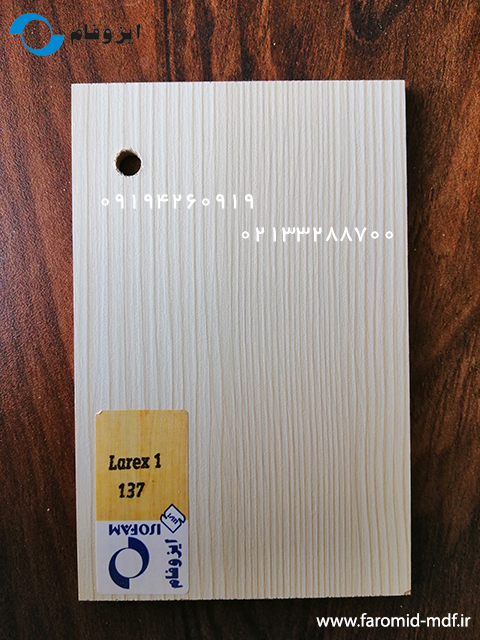 ایزوفام
۰۹۱۹۴۲۶۰۹۱۹
۰۲۱۳۳۲۸۸۷۰۰
Larex 1
137
ISOFAM
ایزوفام
www.faromid-mdf.ir